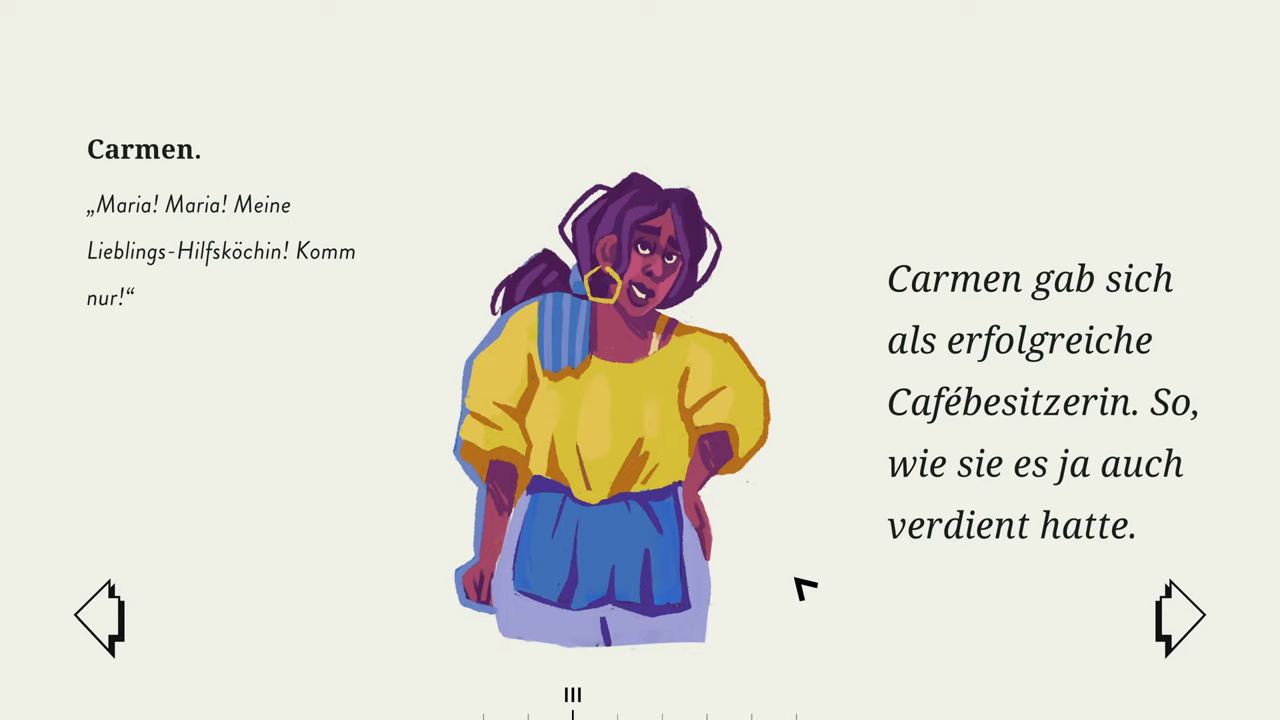 Carmen.
„Maria! Maria! Meine
Lieblings-Hilfsköchin! Komm
nur!“
Carmen gab sich
als erfolgreiche
Cafébesitzerin. So,
wie sie es ja auch
verdient hatte.
III